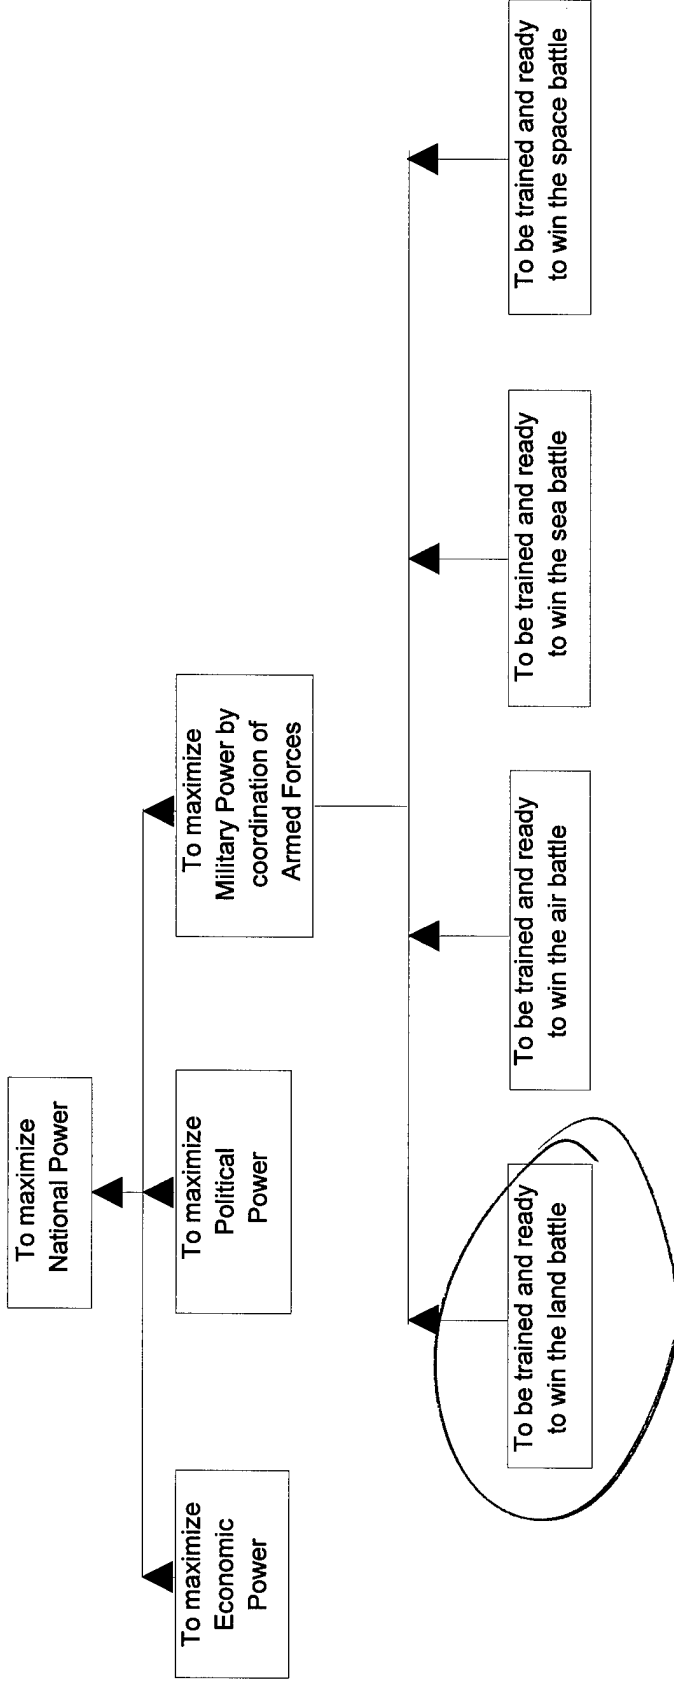 To maximize
National Power
To maximize
Economic
Power
To maximize
Political
Power
To maximize
Military Power by
coordination of
Armed Forces
To be trained and ready
to win the land battle
To be trained and ready
to win the air battle
To be trained and ready
to win the sea battle
To be trained and ready
to win the space battle